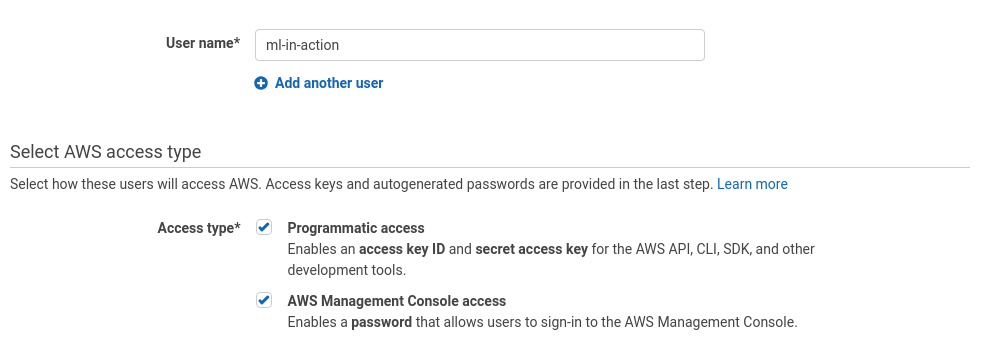 User name* ml-in-action
Add another user
Select AWS access type
Select how these users will access AWS. Access keys and autogenerated passwords are provided in the last step. Learn more
Access type* Programmatic access
Enables an access key ID and secret access key for the AWS API, CLI, SDK, and other
development tools.
AWS Management Console access
Enables a password that allows users to sign-in to the AWS Management Console.